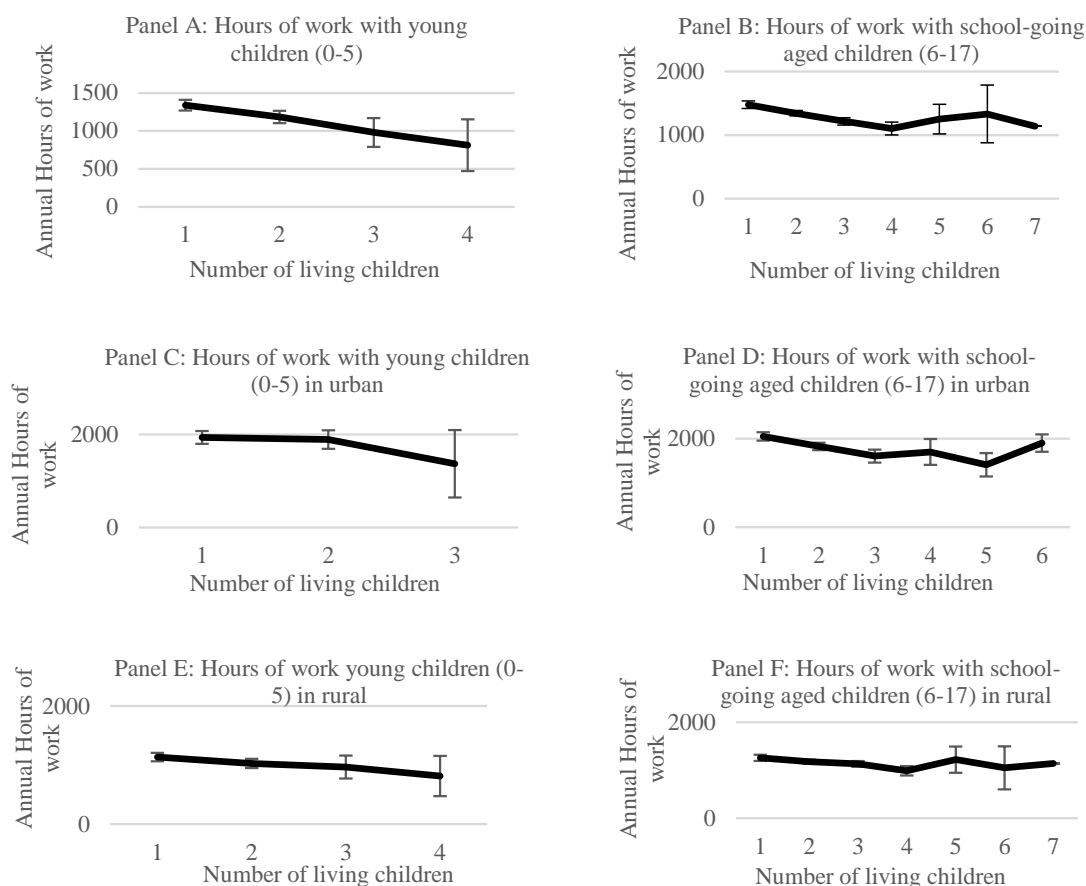 Panel A: Hours of work with young
children (0-5)
Annual Hours of work
1500
1000
500
0
1 2 3 4
Number of living children
Panel B: Hours of work with school-going
aged children (6-17)
Annual Hours of work
2000
1000
0
1 2 3 4 5 6 7
Number of living children
Panel C: Hours of work with young children
(0-5) in urban
Annual Hours of
work
2000
0
1 2 3
Number of living children
Panel D: Hours of work with school-
going aged children (6-17) in urban
Annual Hours of
work
2000
0
1 2 3 4 5 6
Number of living children
Panel E: Hours of work young children (0-
5) in rural
Annual Hours of
work
2000
0
1 2 3 4
Number of living children
Panel F: Hours of work with school-
going aged children (6-17) in rural
Annual Hours of
work
2000
0
1 2 3 4 5 6 7
Number of living children